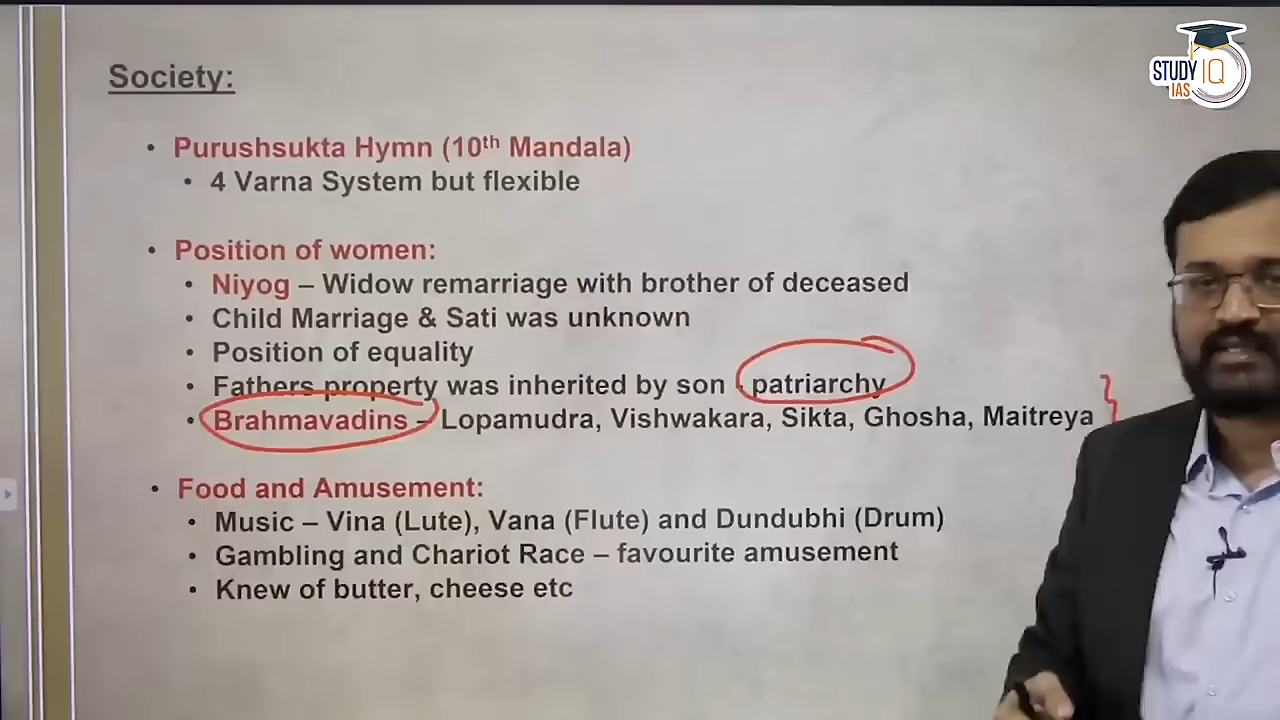 STUDY IQ
IAS
Society:
• Purushsukta Hymn (10th Mandala)
• 4 Varna System but flexible
• Position of women:
• Niyog – Widow remarriage with brother of deceased
• Child Marriage & Sati was unknown
• Position of equality
• Fathers property was inherited by son - patriarchy
• Brahmavadins – Lopamudra, Vishwakara, Sikta, Ghosha, Maitreya
• Food and Amusement:
• Music – Vina (Lute), Vana (Flute) and Dundubhi (Drum)
• Gambling and Chariot Race – favourite amusement
• Knew of butter, cheese etc